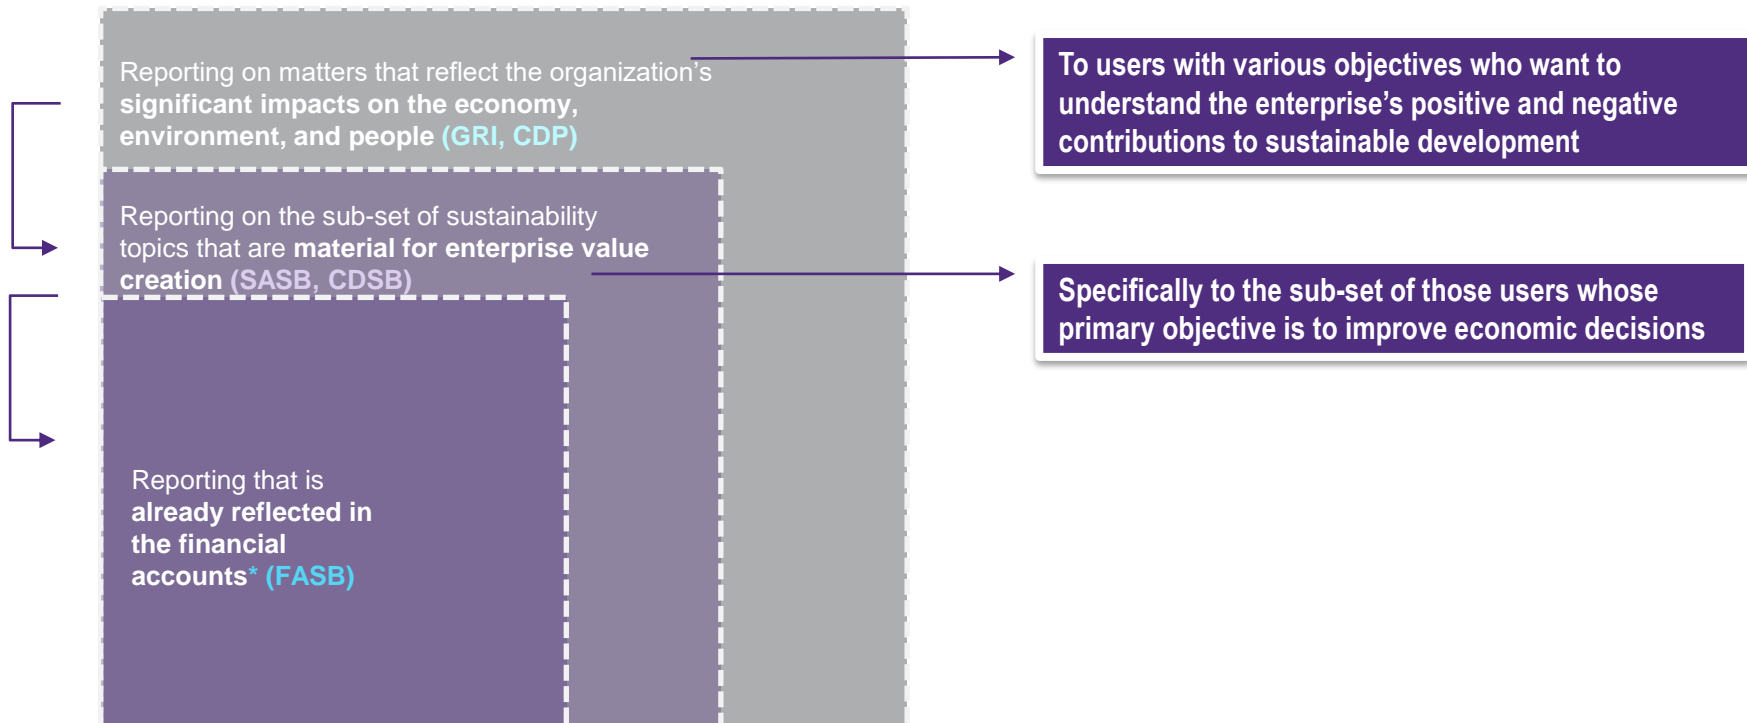 Reporting on matters that reflect the organization's
significant impacts on the economy,
environment, and people (GRI, CDP)
To users with various objectives who want to
understand the enterprise's positive and negative
contributions to sustainable development
Reporting on the sub-set of sustainability
topics that are material for enterprise value
creation (SASB, CDSB)
Specifically to the sub-set of those users whose
primary objective is to improve economic decisions
Reporting that is
already reflected in
the financial
accounts* (FASB)